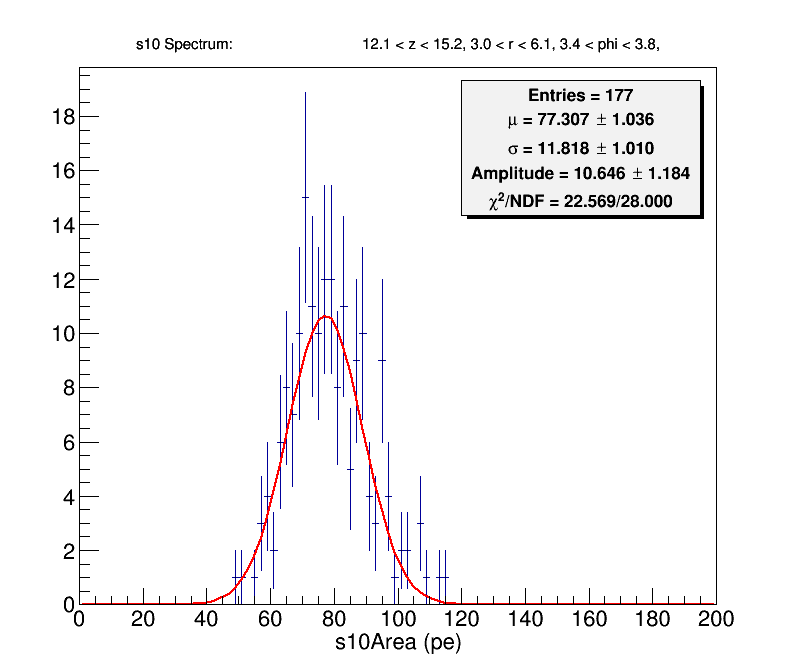 s10 Spectrum: 12.1 < z < 15.2, 3.0 < r < 6.1, 3.4 < phi < 3.8,
Entries = 177
μ = 77.307 ± 1.036
σ = 11.818 ± 1.010
Amplitude = 10.646 ± 1.184
χ²/NDF = 22.569/28.000
18
16
14
12
10
8
6
4
2
0
0 20 40 60 80 100 120 140 160 180 200
s10Area (pe)